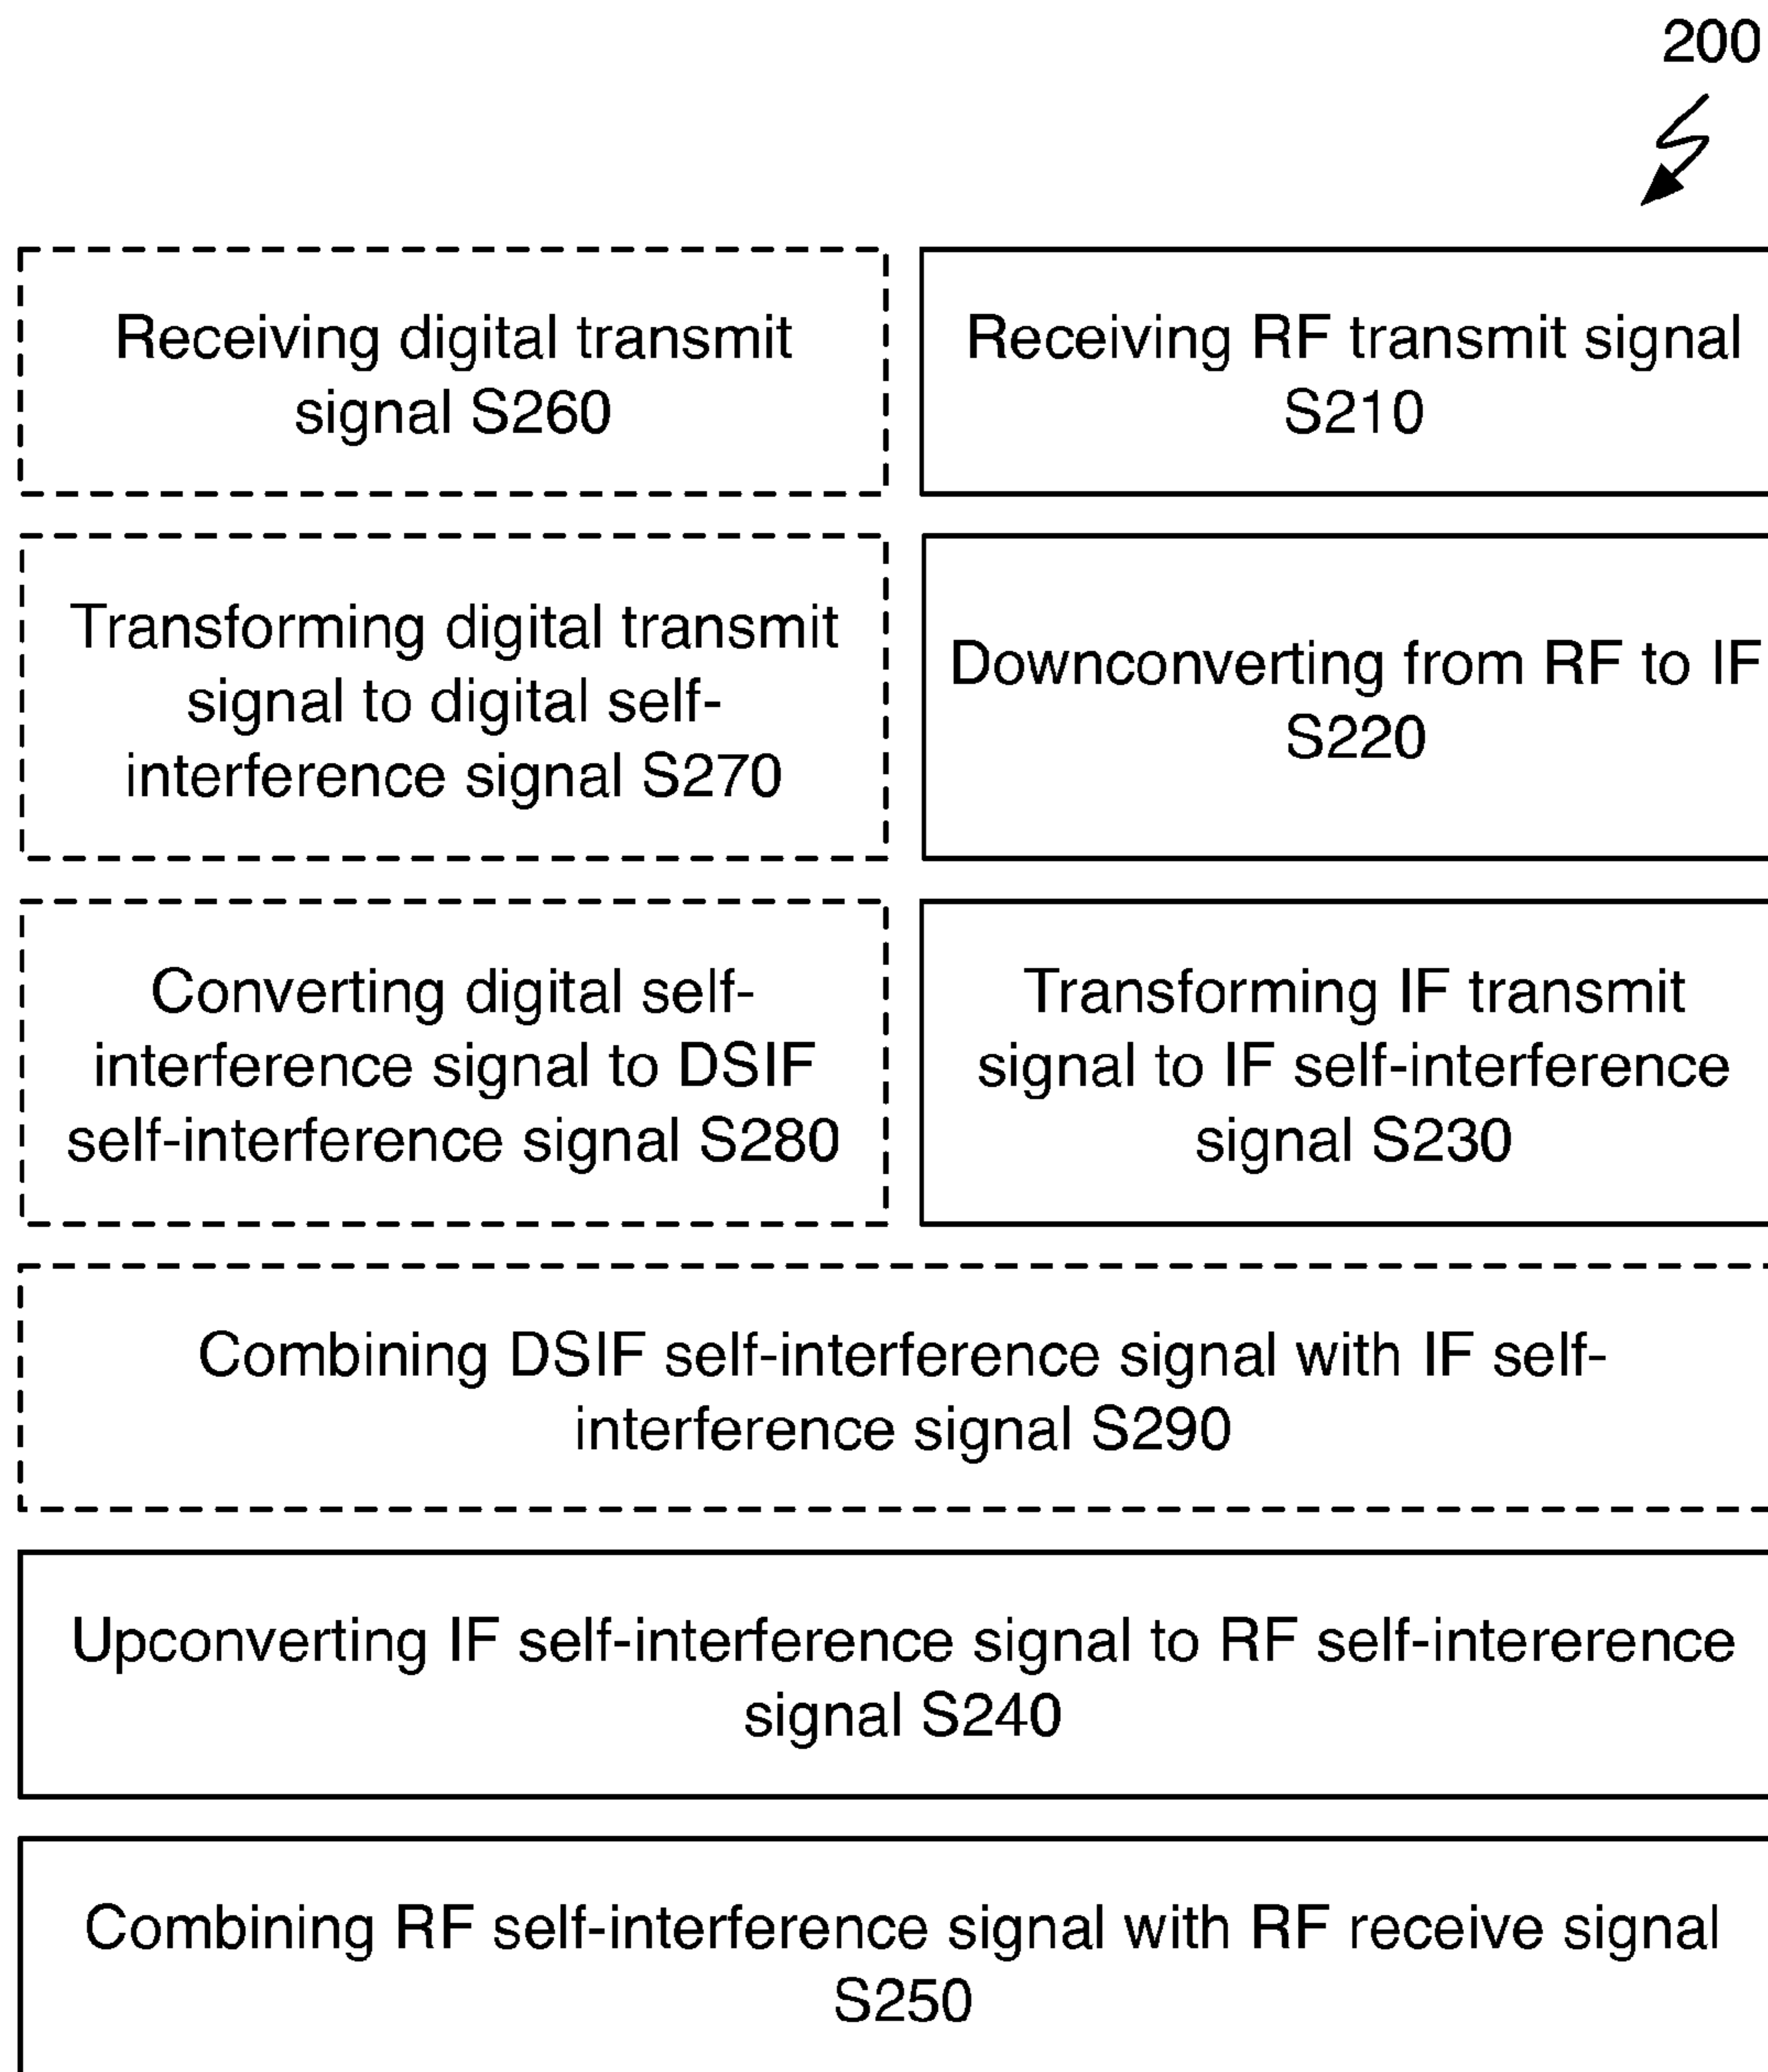 200
Receiving digital transmit
signal S260
Receiving RF transmit signal
S210
Transforming digital transmit
signal to digital self-
interference signal S270
Downconverting from RF to IF
S220
Converting digital self-
interference signal to DSIF
self-interference signal S280
Transforming IF transmit
signal to IF self-interference
signal S230
Combining DSIF self-interference signal with IF self-
interference signal S290
Upconverting IF self-interference signal to RF self-intererence
signal S240
Combining RF self-interference signal with RF receive signal
S250